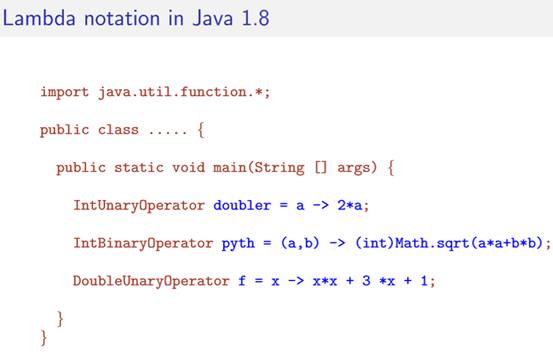 Lambda notation in Java 1.8
import java.util.function.*;
public class ..... {
public static void main(String [] args) {
IntUnaryOperator doubler = a -> 2*a;
IntBinaryOperator pyth = (a,b) -> (int)Math.sqrt(a*a+b*b);
DoubleUnaryOperator f = x -> x*x + 3 *x + 1;
}
}